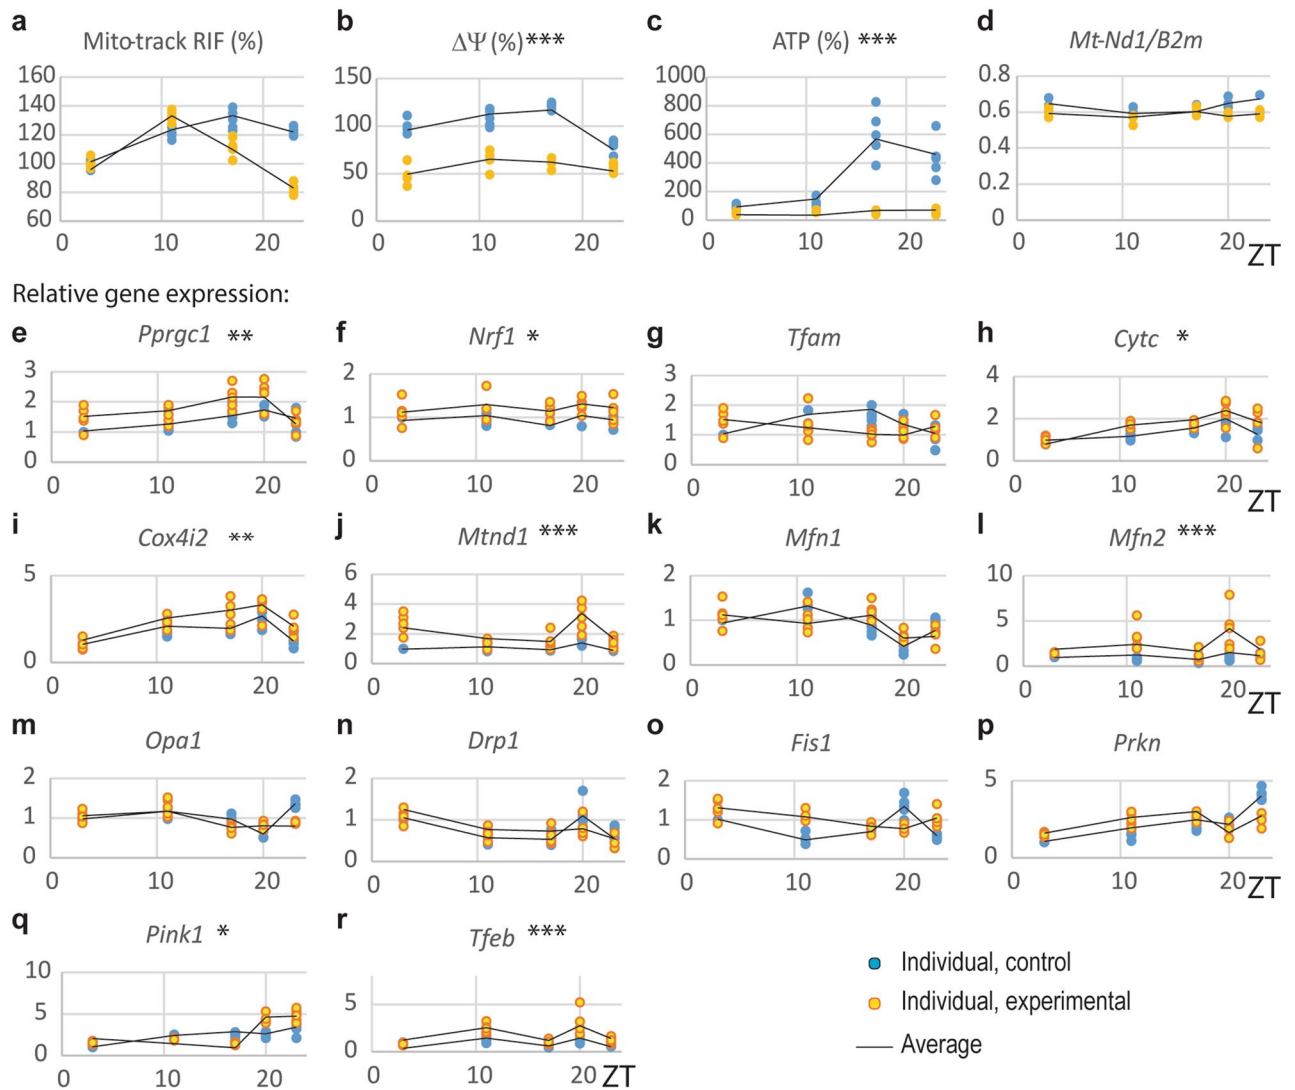 a b c d
Mito-track RIF (%) ΔΨ (%) *** ATP (%) *** Mt-Nd1/B2m
160 150 1000 0.8
140 800
120 100 600 0.6
100 400 0.4
80 50 200 0.2
60 0 0 0
0 10 20 0 10 20 0 10 20 0 10 20 ZT
Relative gene expression:
e Pprgc1 ** f Nrf1 * g Tfam h Cytc *
3 2 3 4
2 1 2 2
1 1
0 0 0 0
0 10 20 0 10 20 0 10 20 0 10 20 ZT
i Cox4i2 ** j Mtnd1 *** k Mfn1 l Mfn2 ***
5 6 2 10
4 1 5
2
0 0 0 0
0 10 20 0 10 20 0 10 20 0 10 20 ZT
m Opa1 n Drp1 o Fis1 p Prkn
2 2 2 5
1 1 1
0 0 0 0
0 10 20 0 10 20 0 10 20 0 10 20 ZT
q Pink1 * r Tfeb ***
10
5 5
0 0
0 10 20 0 10 20 ZT
Individual, control
Individual, experimental
Average